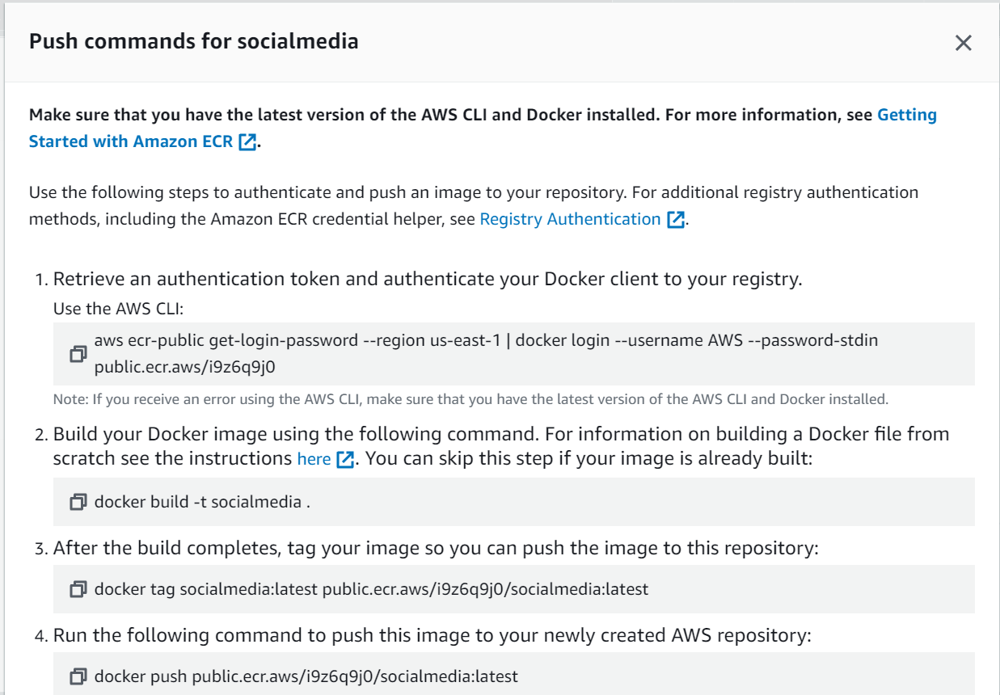 Push commands for socialmedia
Make sure that you have the latest version of the AWS CLI and Docker installed. For more information, see Getting
Started with Amazon ECR.
Use the following steps to authenticate and push an image to your repository. For additional registry authentication
methods, including the Amazon ECR credential helper, see Registry Authentication.
1. Retrieve an authentication token and authenticate your Docker client to your registry.
Use the AWS CLI:
aws ecr-public get-login-password --region us-east-1 | docker login --username AWS --password-stdin
public.ecr.aws/i9z6q9j0
Note: If you receive an error using the AWS CLI, make sure that you have the latest version of the AWS CLI and Docker installed.
2. Build your Docker image using the following command. For information on building a Docker file from
scratch see the instructions here. You can skip this step if your image is already built:
docker build -t socialmedia .
3. After the build completes, tag your image so you can push the image to this repository:
docker tag socialmedia:latest public.ecr.aws/i9z6q9j0/socialmedia:latest
4. Run the following command to push this image to your newly created AWS repository:
docker push public.ecr.aws/i9z6q9j0/socialmedia:latest